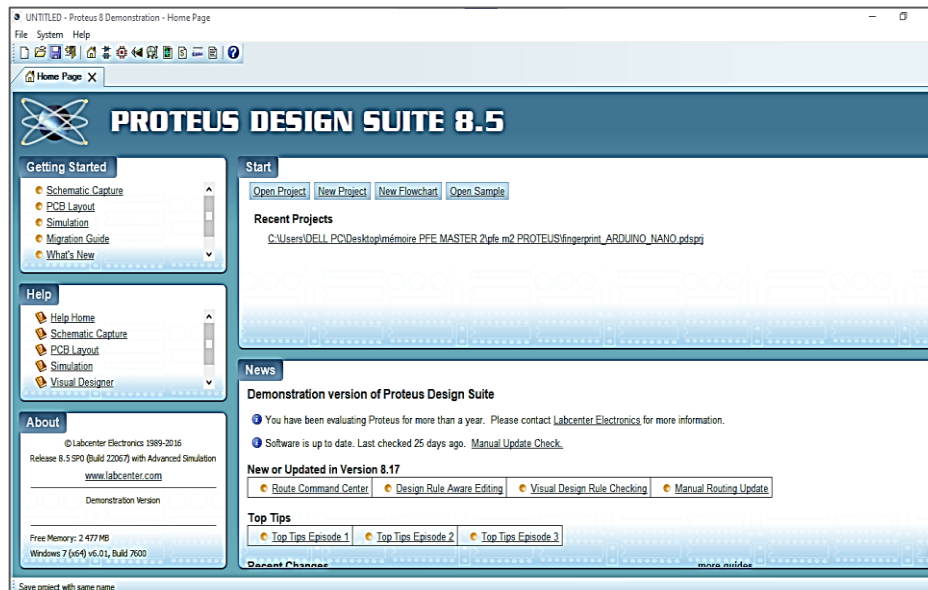 UNTITLED - Proteus 8 Demonstration - Home Page
File System Help
Home Page X
PROTEUS DESIGN SUITE 8.5
Getting Started
Schematic Capture
PCB Layout
Simulation
Migration Guide
What's New
Help
Help Home
Schematic Capture
PCB Layout
Simulation
Visual Designer
About
© Labcenter Electronics 1989-2016
Release 8.5 SP0 (Build 22067) with Advanced Simulation
www.labcenter.com
Demonstration Version
Free Memory: 2 477 MB
Windows 7 (x64) v6.01, Build 7600
Start
Open Project New Project New Flowchart Open Sample
Recent Projects
C:\Users\DELL PC\Desktop\mémoire PFE MASTER 2\pfe m2 PROTEUS\fingerprint_ARDUINO_NANO.pdsprj
News
Demonstration version of Proteus Design Suite
You have been evaluating Proteus for more than a year. Please contact Labcenter Electronics for more information.
Software is up to date. Last checked 25 days ago. Manual Update Check.
New or Updated in Version 8.17
Route Command Center Design Rule Aware Editing Visual Design Rule Checking Manual Routing Update
Top Tips
Top Tips Episode 1 Top Tips Episode 2 Top Tips Episode 3
Recent Changes more guides
Save project with same name